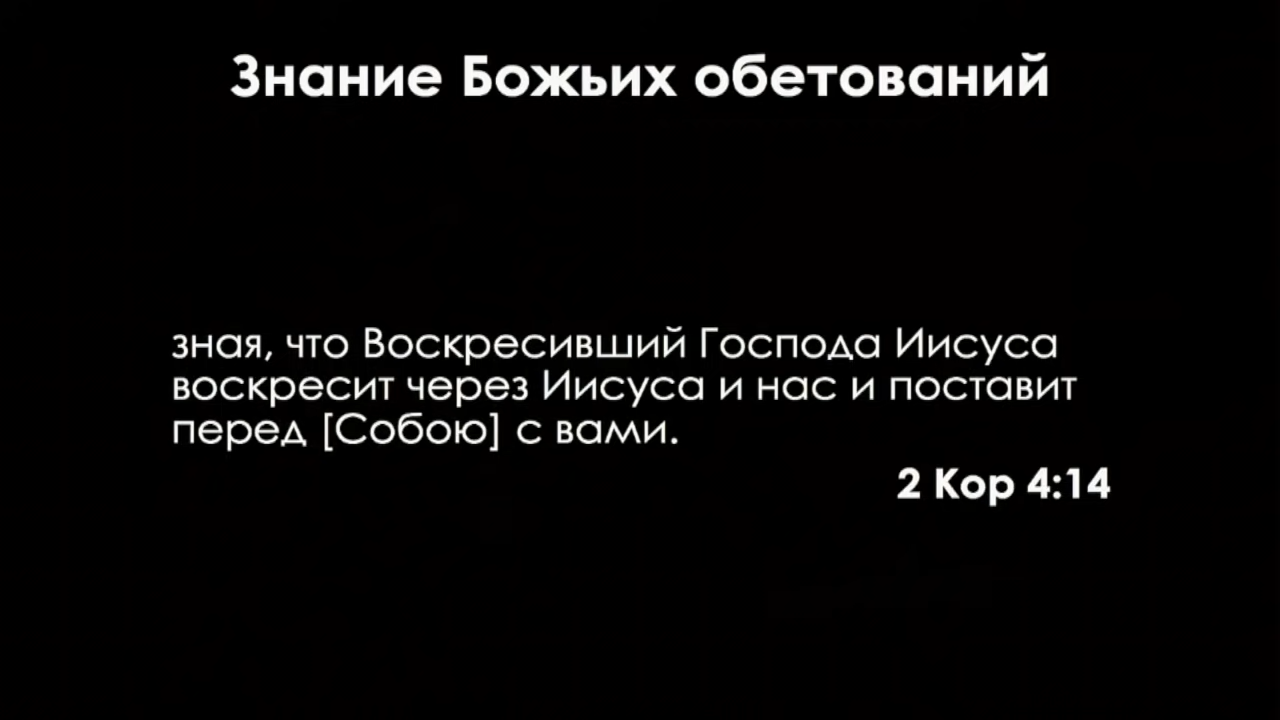 Знание Божьих обетований
зная, что Воскресивший Господа Иисуса
воскресит через Иисуса и нас и поставит
перед [Собою] с вами.
2 Кор 4:14